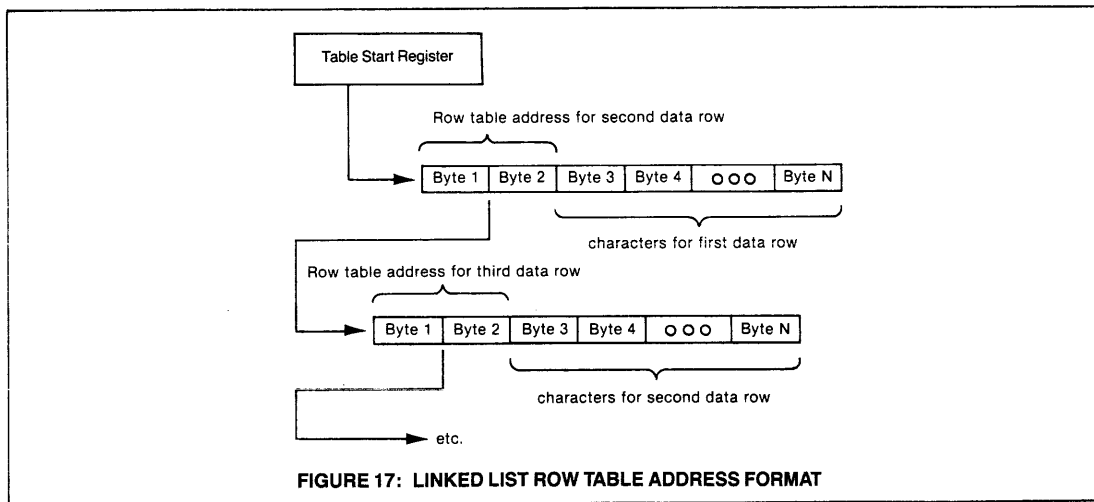 Table Start Register
Row table address for second data row
Byte 1 Byte 2 Byte 3 Byte 4 ooo Byte N
characters for first data row
Row table address for third data row
Byte 1 Byte 2 Byte 3 Byte 4 ooo Byte N
characters for second data row
etc.
FIGURE 17: LINKED LIST ROW TABLE ADDRESS FORMAT